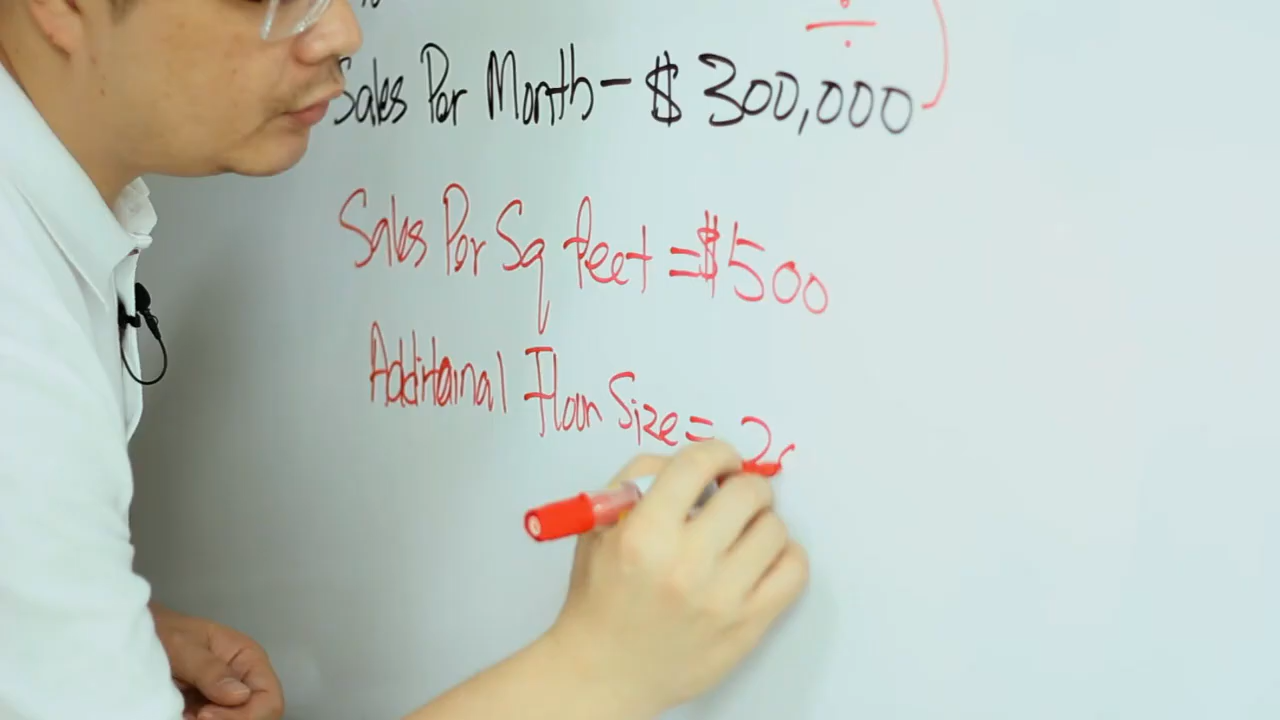 Sales Per Month - $ 300,000
Sales Per Sq feet = $500
Additainal Floor Size = 2